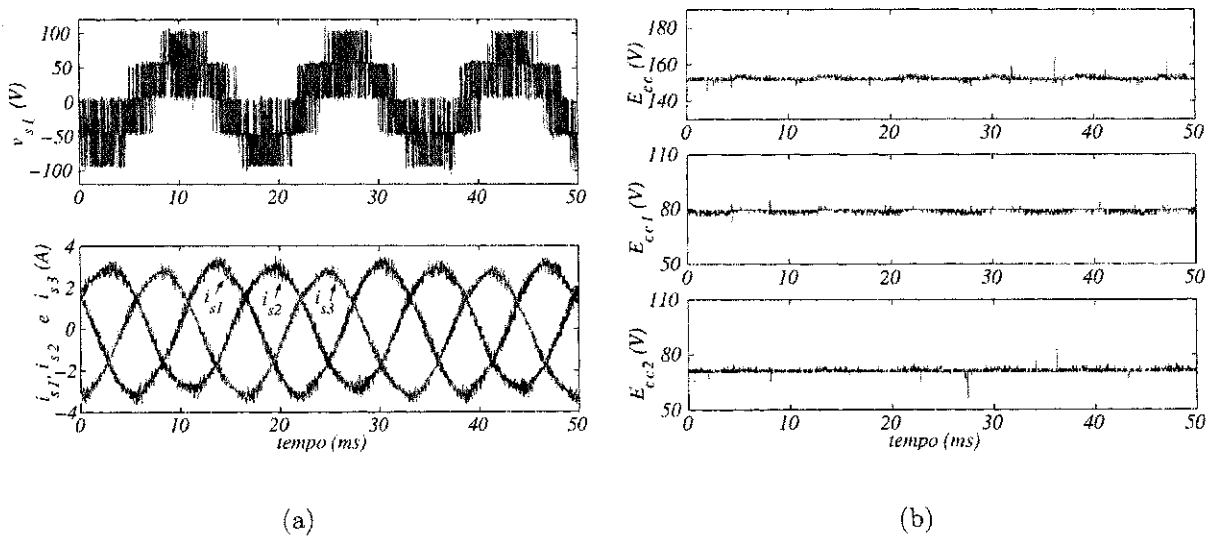 100
50
0
−50
−100
v_s1 (V)
0 10 20 30 40 50
4
2
0
−2
−4
i_s1, i_s2 e i_s3 (A)
i_s1
i_s2
i_s3
0 10 20 30 40 50
tempo (ms)
(a)
190
165
140
E_cc (V)
0 10 20 30 40 50
110
80
50
E_cc1 (V)
0 10 20 30 40 50
110
80
50
E_cc2 (V)
0 10 20 30 40 50
tempo (ms)
(b)